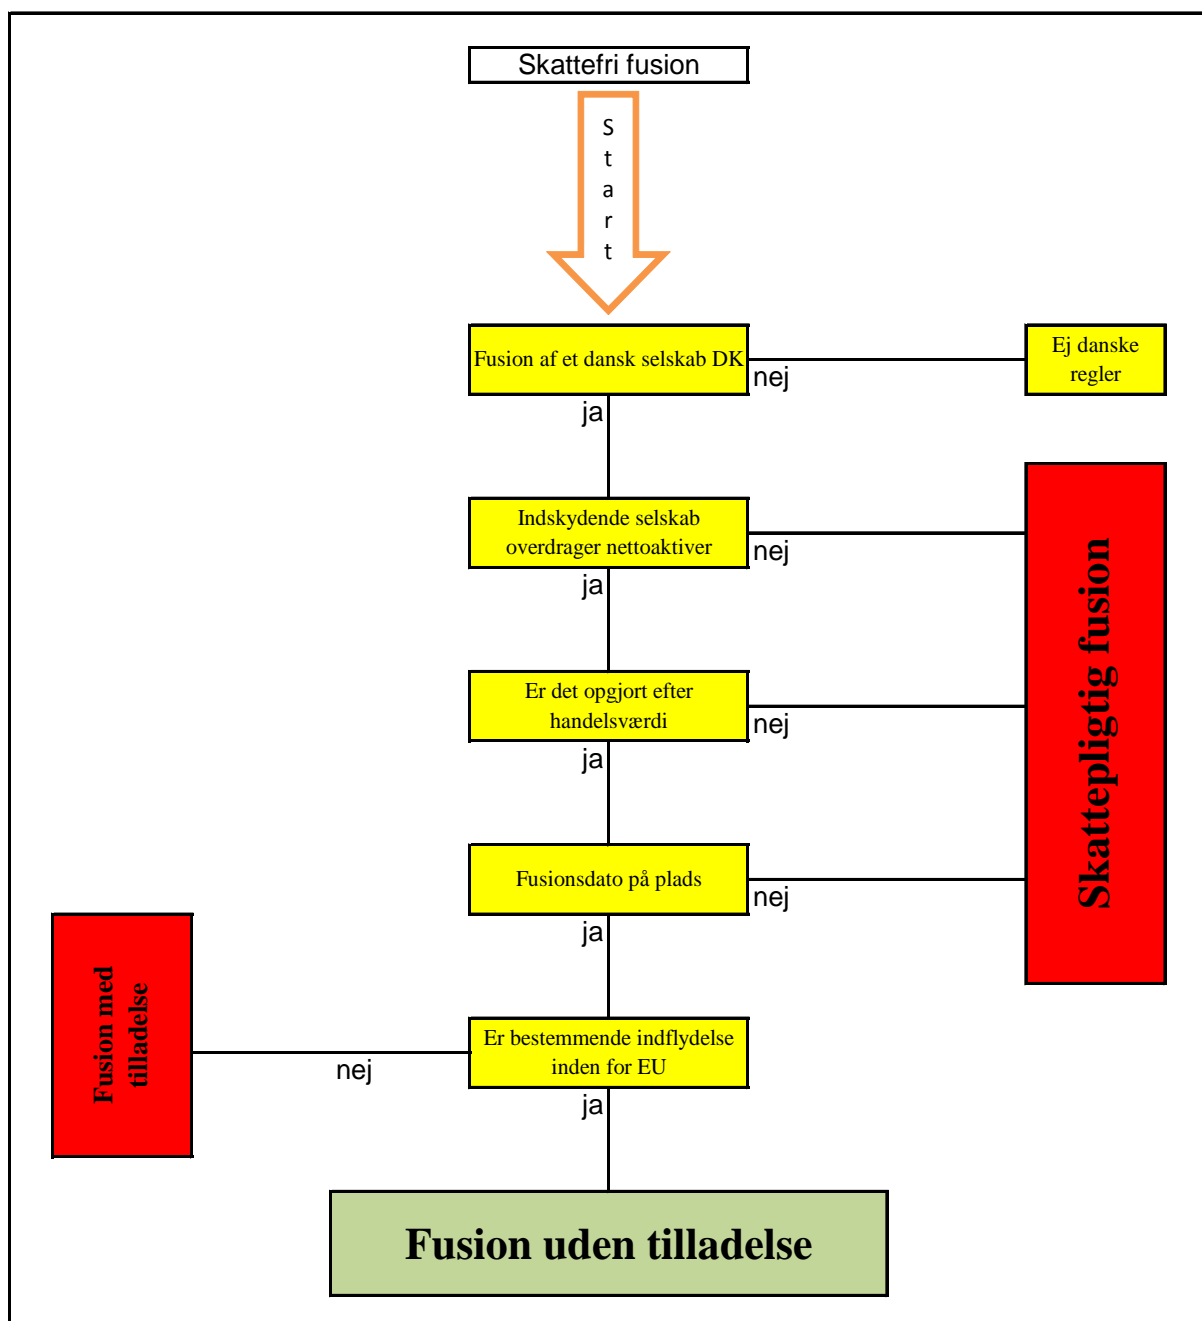 Skattefri fusion
Start
Fusion af et dansk selskab DK
nej
Ej danske
regler
ja
Indskydende selskab
overdrager nettoaktiver
nej
ja
Er det opgjort efter
handelsværdi
nej
ja
Skattepligtig fusion
Fusionsdato på plads
nej
ja
Fusion med
tilladelse
Er bestemmende indflydelse
inden for EU
nej
ja
Fusion uden tilladelse